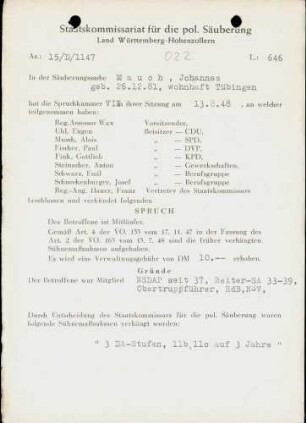 Staatskommissariat für die pol. Säuberung
Land Württemberg-Hohenzollern
Az.: 15/D/1147 022 L: 646
In der Säuberungssache Mauch, Johannes
geb. 26.12.81, wohnhaft Tübingen
hat die Spruchkammer VII in ihrer Sitzung am 13.8.48, an welcher
teilgenommen haben:
Reg.Assessor Wax Vorsitzender,
Uhl, Eugen Beisitzer – CDU,
Mussk, Alois „ – SPD,
Fischer, Paul „ – DVP,
Fink, Gottlieb „ – KPD,
Steinacher, Anton „ – Gewerkschaften,
Schwarz, Emil „ – Berufsgruppe
Schneckenburger, Josef „ – Berufsgruppe
Reg.-Ang. Hauer, Franz Vertreter des Staatskommissars
beschlossen und verkündet folgenden
SPRUCH
Der Betroffene ist Mitläufer.
Gemäß Art. 4 der VO. 133 vom 17. 11. 47 in der Fassung des
Art. 2 der VO. 165 vom 13. 7. 48 sind die früher verhängten
Sühnemaßnahmen aufgehoben.
Es wird eine Verwaltungsgebühr von DM 10.-- erhoben.
Gründe
Der Betroffene war Mitglied NSDAP seit 37, Reiter-SA 33-39,
Obertruppführer, RdB,NSV,
Durch Entscheidung des Staatskommissars für die pol. Säuberung waren
folgende Sühnemaßnahmen verhängt worden:
" 3 DA-Stufen, 11b,11c auf 3 Jahre "